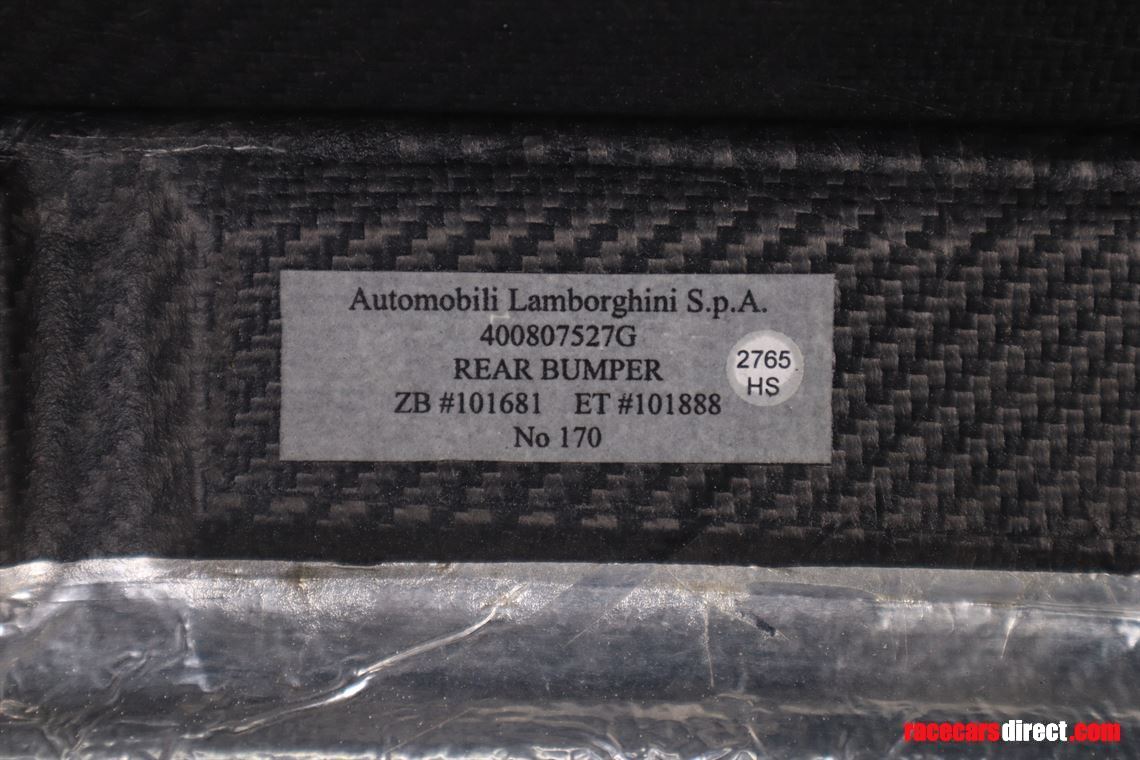 Automobili Lamborghini S.p.A.
400807527G
REAR BUMPER
ZB #101681 ET #101888
No 170
2765
HS
racecarsdirect.com